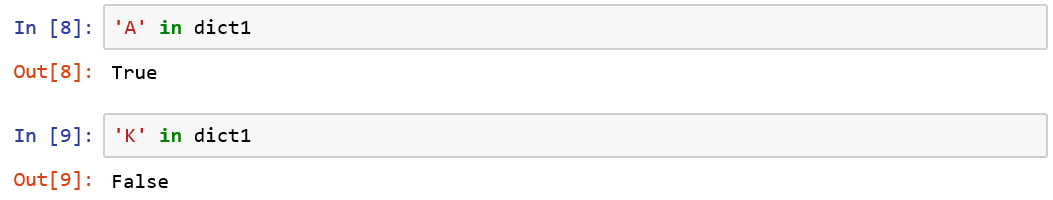 In [8]: 'A' in dict1
Out[8]: True
In [9]: 'K' in dict1
Out[9]: False